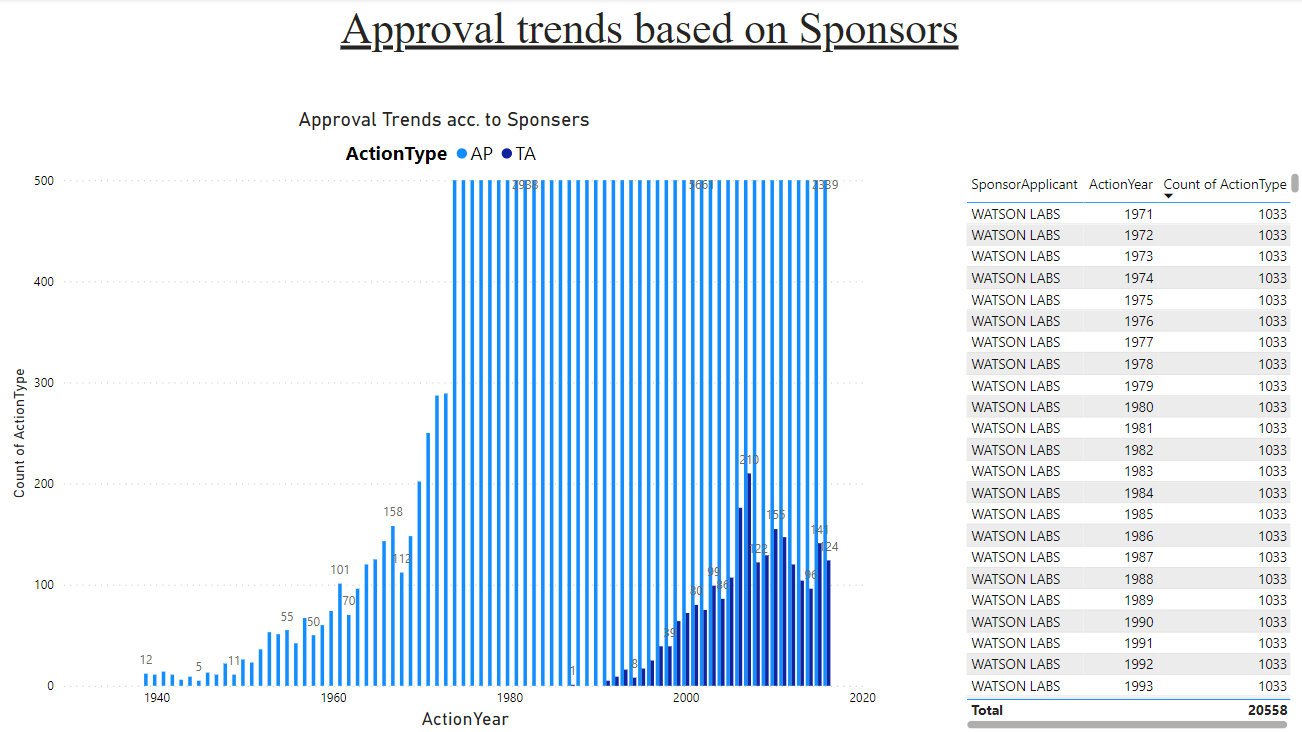 Approval trends based on Sponsors
Approval Trends acc. to Sponsers
ActionType AP TA
Count of ActionType
500
400
300
200
100
0
2938
2339
12
5
11
55
50
101
70
158
112
1
8
39
80
99
86
210
122
155
96
141
124
1940
1960
1980
2000
2020
ActionYear
SponsorApplicant ActionYear Count of ActionType
WATSON LABS 1971 1033
WATSON LABS 1972 1033
WATSON LABS 1973 1033
WATSON LABS 1974 1033
WATSON LABS 1975 1033
WATSON LABS 1976 1033
WATSON LABS 1977 1033
WATSON LABS 1978 1033
WATSON LABS 1979 1033
WATSON LABS 1980 1033
WATSON LABS 1981 1033
WATSON LABS 1982 1033
WATSON LABS 1983 1033
WATSON LABS 1984 1033
WATSON LABS 1985 1033
WATSON LABS 1986 1033
WATSON LABS 1987 1033
WATSON LABS 1988 1033
WATSON LABS 1989 1033
WATSON LABS 1990 1033
WATSON LABS 1991 1033
WATSON LABS 1992 1033
WATSON LABS 1993 1033
Total 20558